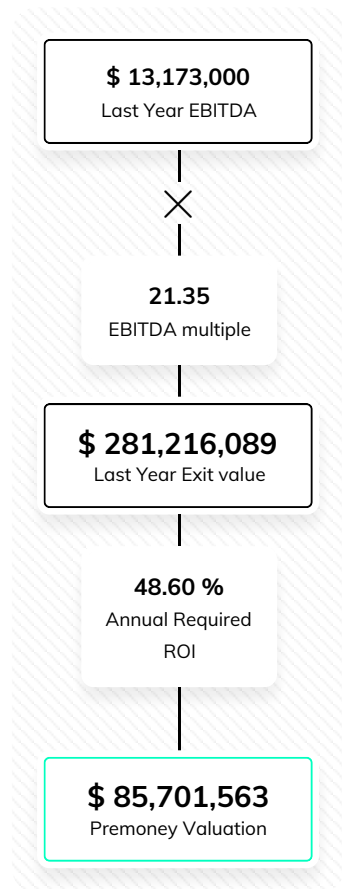 $ 13,173,000
Last Year EBITDA
21.35
EBITDA multiple
$ 281,216,089
Last Year Exit value
48.60 %
Annual Required
ROI
$ 85,701,563
Premoney Valuation